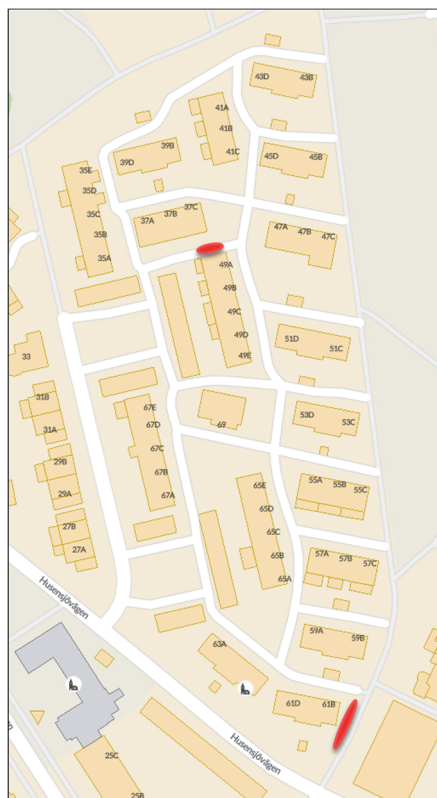 43D 43B
41A
41B
41C
39B
39D
45D 45B
35E
35D
35C
35B
35A
37C
37B
37A
47A 47B 47C
49A
49B
49C
49D
49E
51D
51C
33
31B
31A
67E
67D
67C
67B
67A
69
53D
53C
29B
29A
27B
27A
65E
65D
65C
65B
65A
55A 55B 55C
57A 57B 57C
59A 59B
63A
61D 61B
Husensjövägen
Husensjövägen
25C
25B